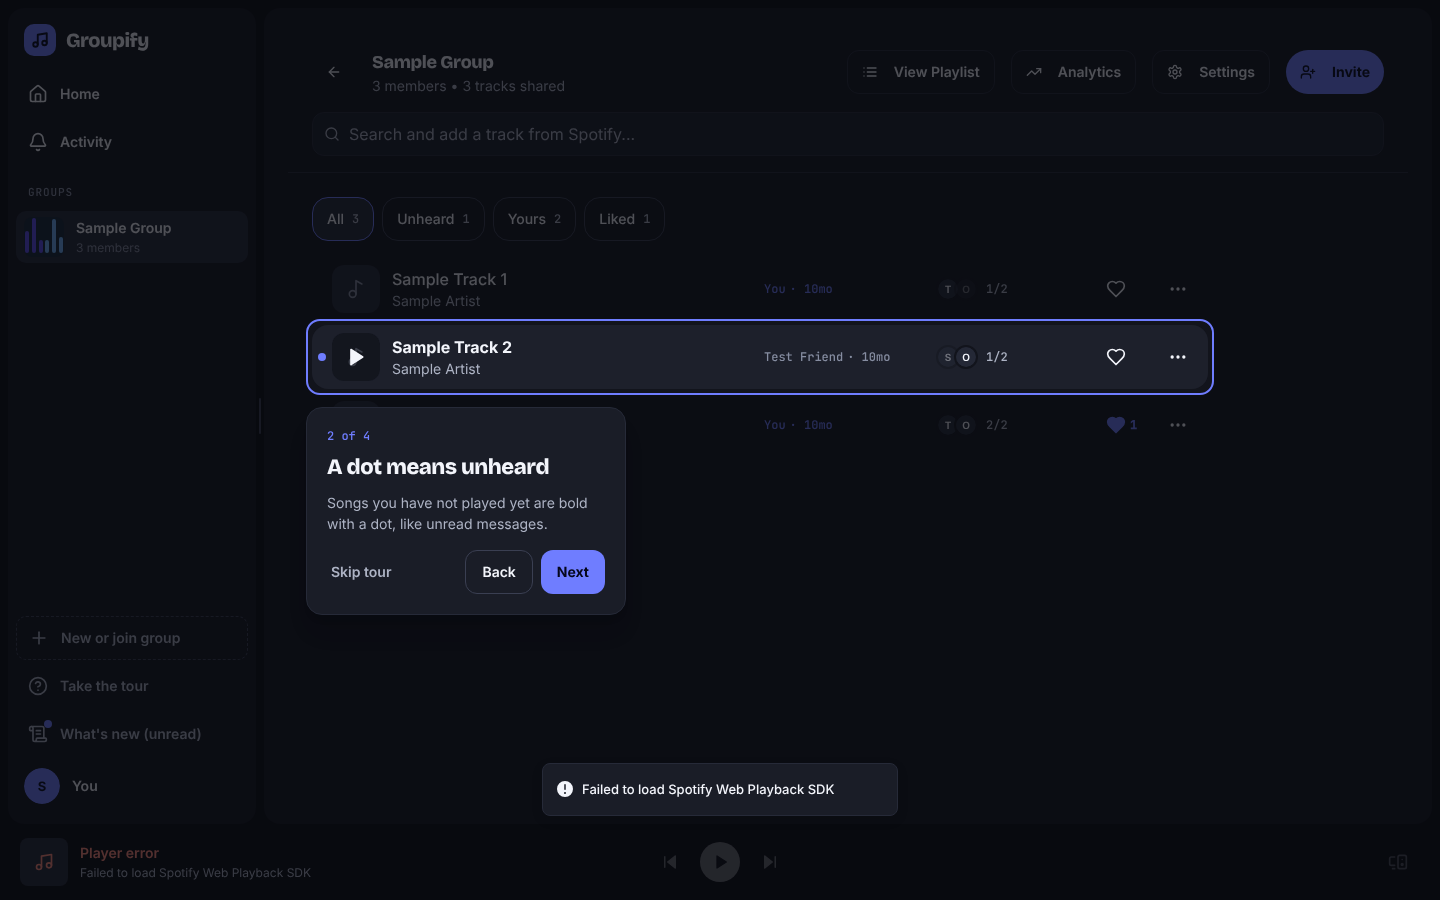 Groupify
Home
Activity
GROUPS
Sample Group
3 members
New or join group
Take the tour
What's new (unread)
S
You
Sample Group
3 members • 3 tracks shared
View Playlist
Analytics
Settings
Invite
Search and add a track from Spotify...
All 3
Unheard 1
Yours 2
Liked 1
Sample Track 1
Sample Artist
You · 10mo
T O 1/2
Sample Track 2
Sample Artist
Test Friend · 10mo
S O 1/2
You · 10mo
T O 2/2
1
2 of 4
A dot means unheard
Songs you have not played yet are bold
with a dot, like unread messages.
Skip tour
Back
Next
Failed to load Spotify Web Playback SDK
Player error
Failed to load Spotify Web Playback SDK